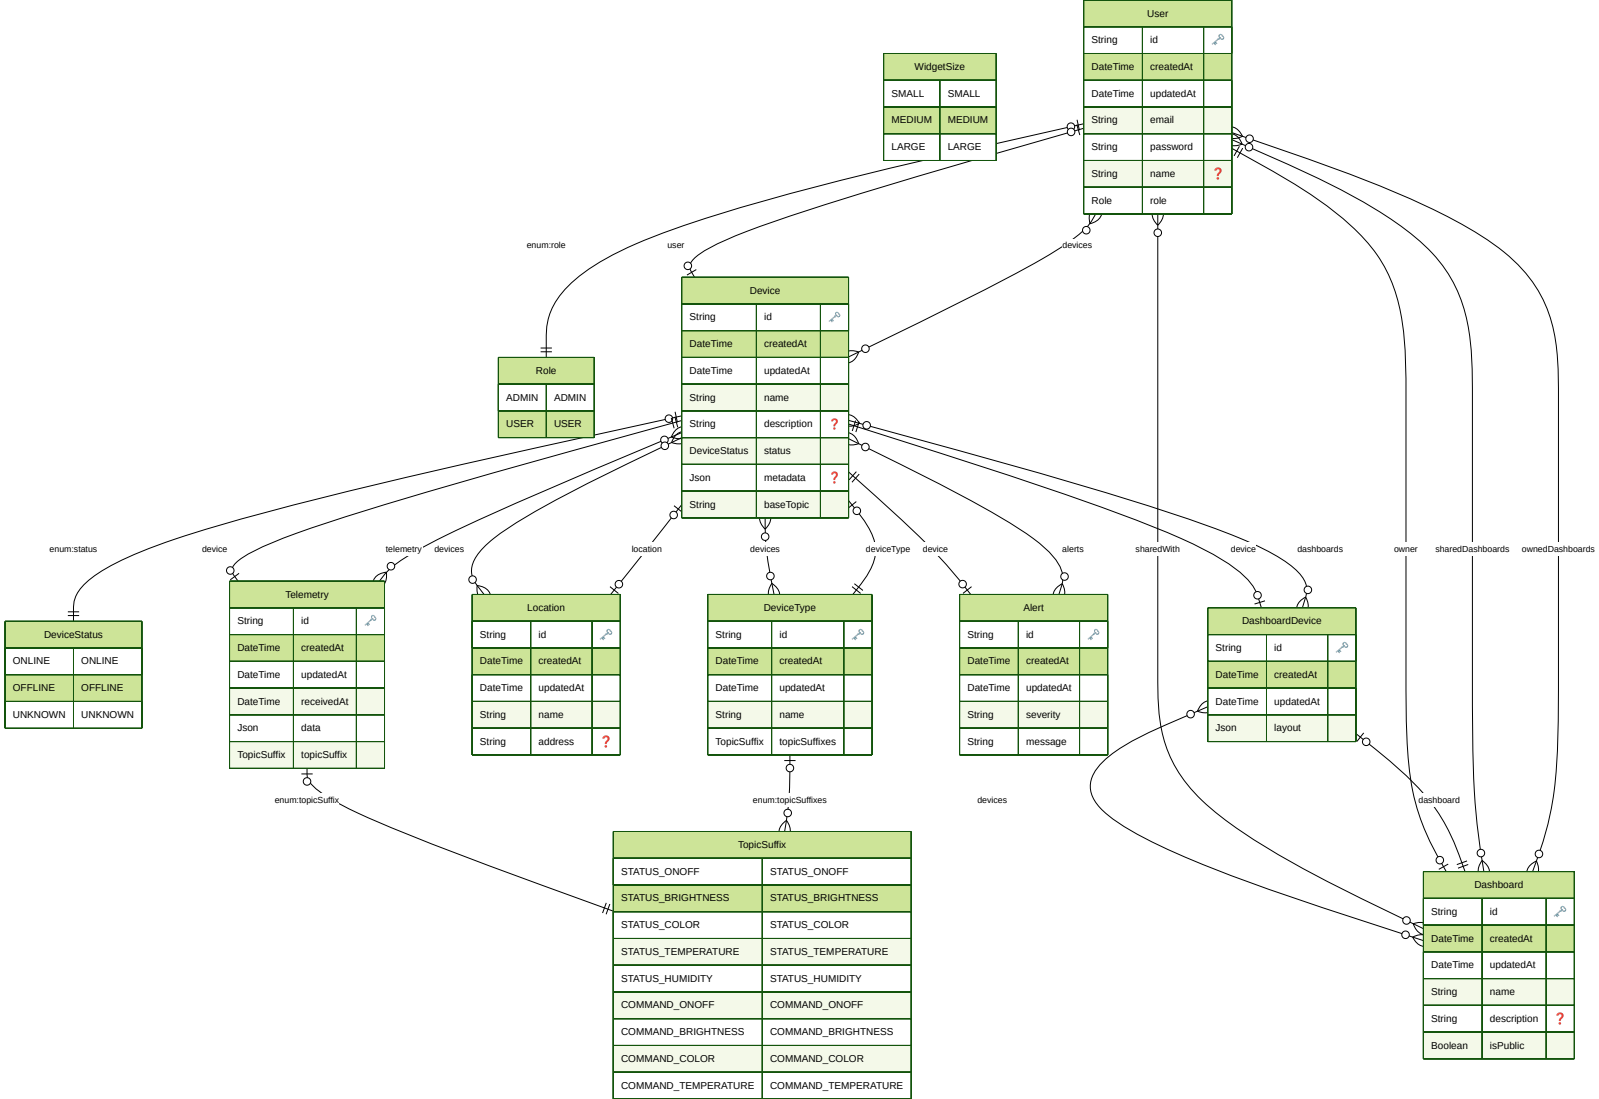 User
String id
DateTime createdAt
DateTime updatedAt
String email
String password
String name ❓
Role role
WidgetSize
SMALL SMALL
MEDIUM MEDIUM
LARGE LARGE
enum:role
user
devices
Device
String id
DateTime createdAt
DateTime updatedAt
String name
String description ❓
DeviceStatus status
Json metadata ❓
String baseTopic
Role
ADMIN ADMIN
USER USER
enum:status
device
telemetry
devices
location
devices
deviceType
device
alerts
sharedWith
device
dashboards
owner
sharedDashboards
ownedDashboards
DeviceStatus
ONLINE ONLINE
OFFLINE OFFLINE
UNKNOWN UNKNOWN
Telemetry
String id
DateTime createdAt
DateTime updatedAt
DateTime receivedAt
Json data
TopicSuffix topicSuffix
Location
String id
DateTime createdAt
DateTime updatedAt
String name
String address ❓
DeviceType
String id
DateTime createdAt
DateTime updatedAt
String name
TopicSuffix topicSuffixes
Alert
String id
DateTime createdAt
DateTime updatedAt
String severity
String message
DashboardDevice
String id
DateTime createdAt
DateTime updatedAt
Json layout
enum:topicSuffix
enum:topicSuffixes
devices
dashboard
TopicSuffix
STATUS_ONOFF STATUS_ONOFF
STATUS_BRIGHTNESS STATUS_BRIGHTNESS
STATUS_COLOR STATUS_COLOR
STATUS_TEMPERATURE STATUS_TEMPERATURE
STATUS_HUMIDITY STATUS_HUMIDITY
COMMAND_ONOFF COMMAND_ONOFF
COMMAND_BRIGHTNESS COMMAND_BRIGHTNESS
COMMAND_COLOR COMMAND_COLOR
COMMAND_TEMPERATURE COMMAND_TEMPERATURE
Dashboard
String id
DateTime createdAt
DateTime updatedAt
String name
String description ❓
Boolean isPublic